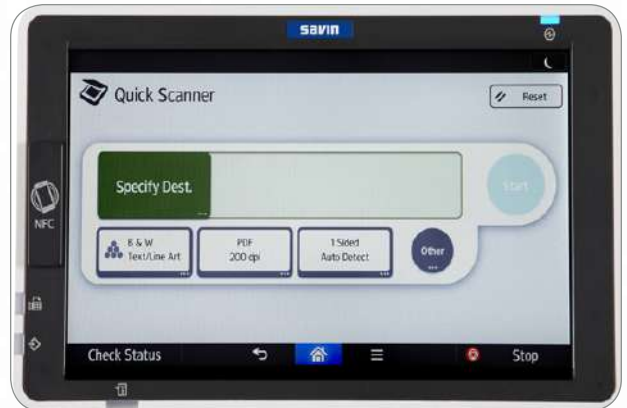 savin
Quick Scanner
Reset
Specify Dest.
Start
B & W
Text/Line Art
PDF
200 dpi
1 Sided
Auto Detect
Other
NFC
Check Status
Stop